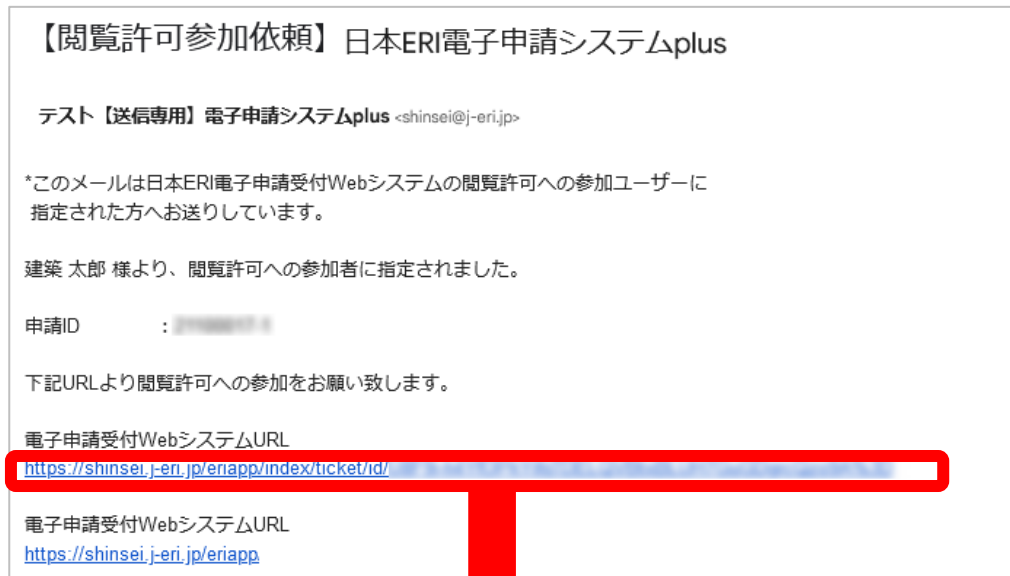 【閲覧許可参加依頼】日本ERI電子申請システムplus
テスト【送信専用】電子申請システムplus <shinsei@j-eri.jp>
*このメールは日本ERI電子申請受付Webシステムの閲覧許可への参加ユーザーに
指定された方へお送りしています。
建築 太郎 様より、閲覧許可への参加者に指定されました。
申請ID :
下記URLより閲覧許可への参加をお願い致します。
電子申請受付WebシステムURL
https://shinsei.j-eri.jp/eriapp/index/ticket/id/
電子申請受付WebシステムURL
https://shinsei.j-eri.jp/eriapp